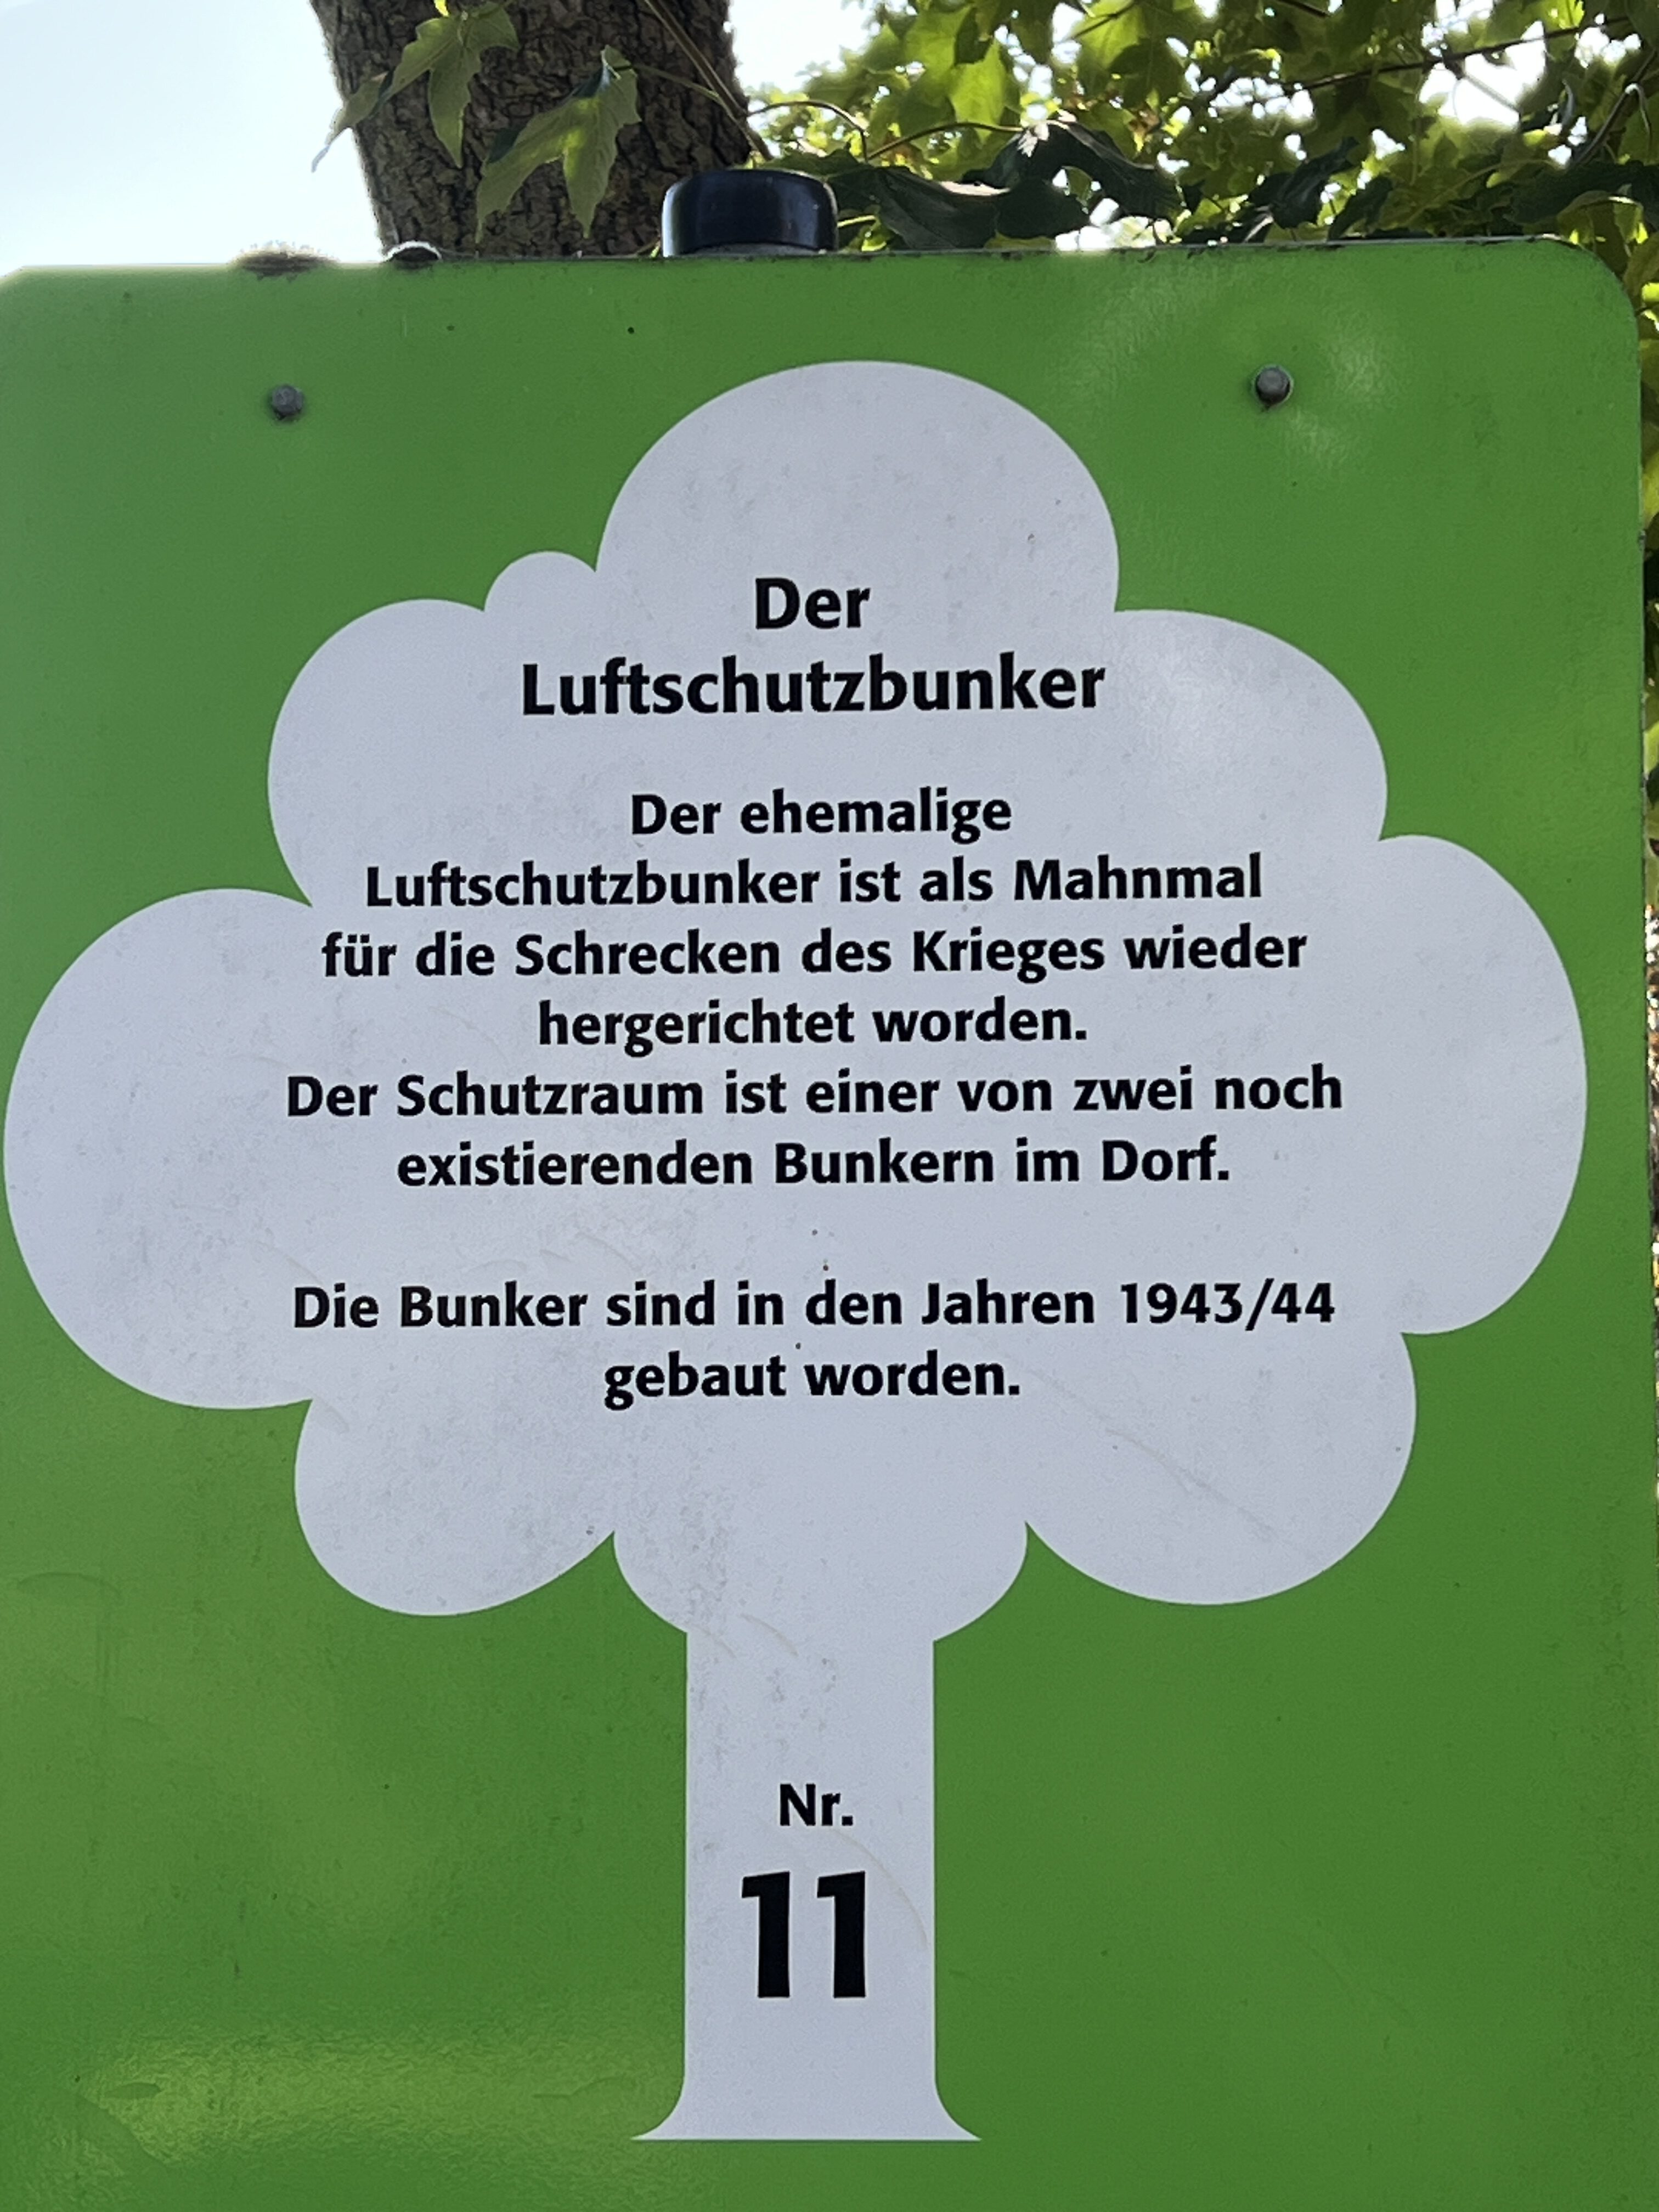 Der
Luftschutzbunker
Der ehemalige
Luftschutzbunker ist als Mahnmal
für die Schrecken des Krieges wieder
hergerichtet worden.
Der Schutzraum ist einer von zwei noch
existierenden Bunkern im Dorf.
Die Bunker sind in den Jahren 1943/44
gebaut worden.
Nr.
11